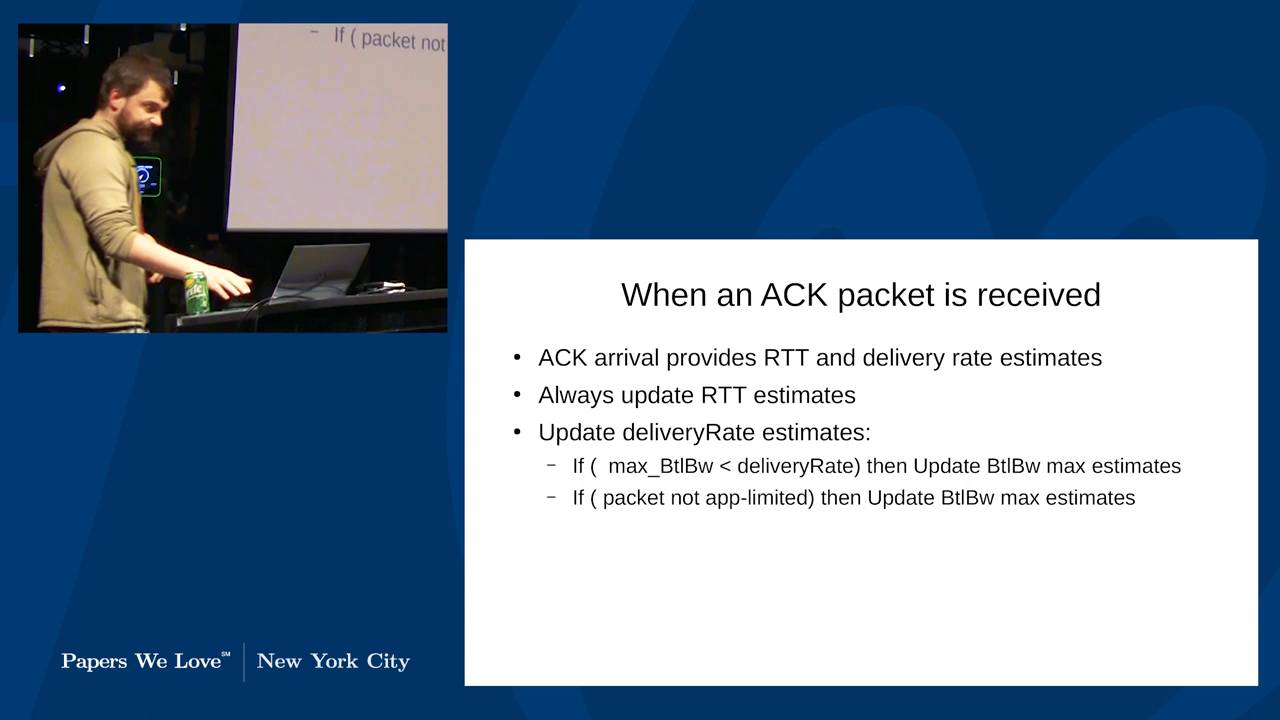 – If ( packet not
When an ACK packet is received
• ACK arrival provides RTT and delivery rate estimates
• Always update RTT estimates
• Update deliveryRate estimates:
– If (  max_BtlBw < deliveryRate) then Update BtlBw max estimates
– If ( packet not app-limited) then Update BtlBw max estimates
Papers We Love℠ | New York City